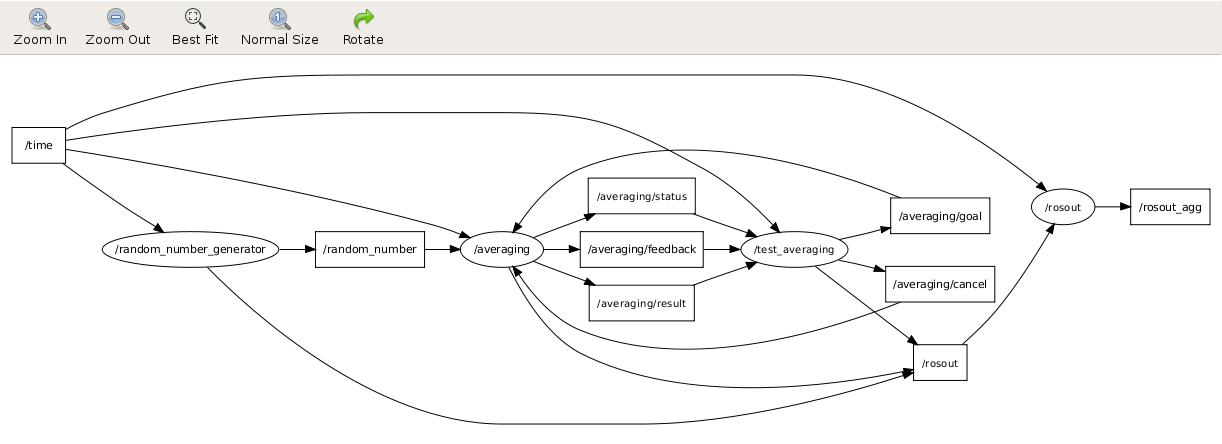 Zoom In
Zoom Out
Best Fit
Normal Size
Rotate
/time
/random_number_generator
/random_number
/averaging
/averaging/status
/averaging/feedback
/averaging/result
/test_averaging
/averaging/goal
/averaging/cancel
/rosout
/rosout
/rosout_agg